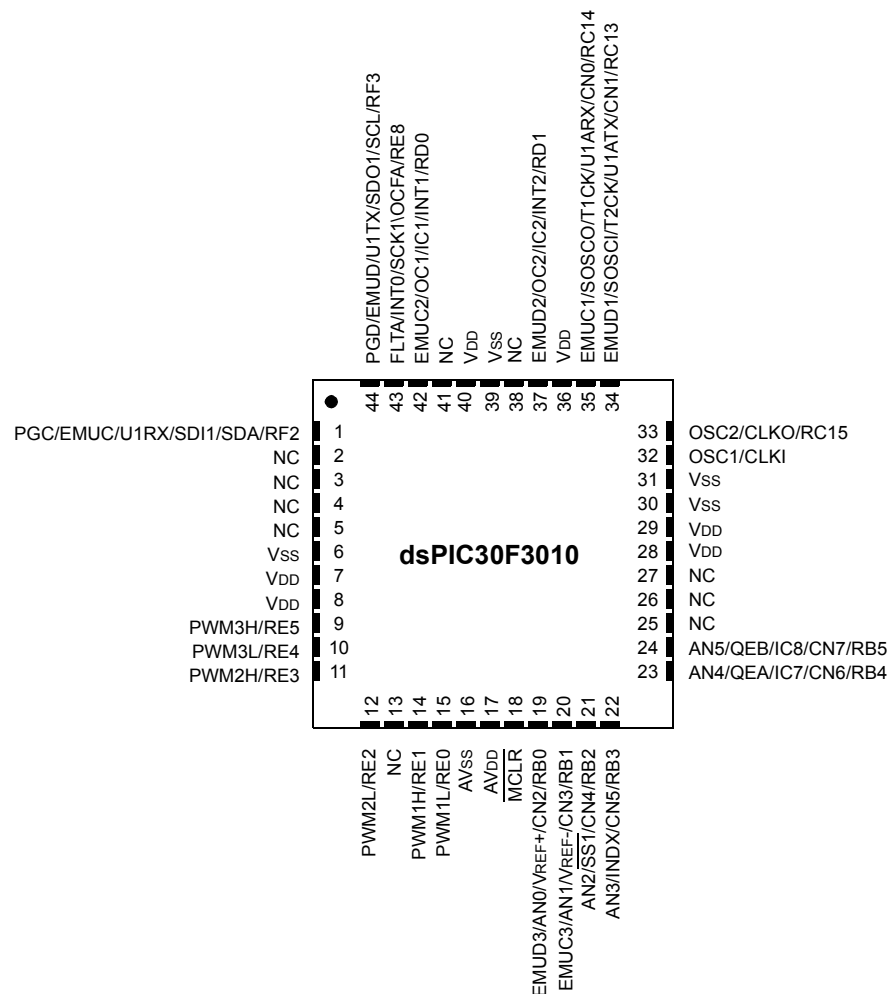 PGD/EMUD/U1TX/SDO1/SCL/RF3
FLTA/INT0/SCK1\OCFA/RE8
EMUC2/OC1/IC1/INT1/RD0
NC
VDD
VSS
NC
EMUD2/OC2/IC2/INT2/RD1
VDD
EMUC1/SOSCO/T1CK/U1ARX/CN0/RC14
EMUD1/SOSCI/T2CK/U1ATX/CN1/RC13
44 43 42 41 40 39 38 37 36 35 34
PGC/EMUC/U1RX/SDI1/SDA/RF2 1
NC 2
NC 3
NC 4
NC 5
VSS 6
VDD 7
VDD 8
PWM3H/RE5 9
PWM3L/RE4 10
PWM2H/RE3 11
dsPIC30F3010
33 OSC2/CLKO/RC15
32 OSC1/CLKI
31 VSS
30 VSS
29 VDD
28 VDD
27 NC
26 NC
25 NC
24 AN5/QEB/IC8/CN7/RB5
23 AN4/QEA/IC7/CN6/RB4
12 13 14 15 16 17 18 19 20 21 22
PWM2L/RE2
NC
PWM1H/RE1
PWM1L/RE0
AVSS
AVDD
MCLR
EMUD3/AN0/VREF+/CN2/RB0
EMUC3/AN1/VREF-/CN3/RB1
AN2/SS1/CN4/RB2
AN3/INDX/CN5/RB3